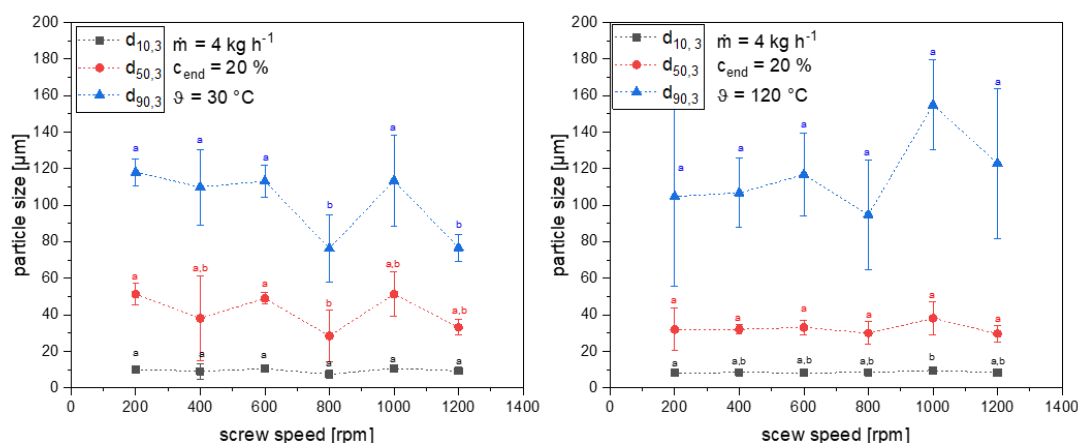 200
180
160
140
120
100
80
60
40
20
0
particle size [µm]
d10,3 ṁ = 4 kg h-1
d50,3 cend = 20 %
d90,3 ϑ = 30 °C
a a a b a b
a a,b a b a,b a,b
a a a a a a
0 200 400 600 800 1000 1200 1400
screw speed [rpm]
200
180
160
140
120
100
80
60
40
20
0
particle size [µm]
d10, 3 ṁ = 4 kg h-1
d50,3 cend = 20 %
d90,3 ϑ = 120 °C
a a a a a a
a a a a a a
a a,b a,b a,b b a,b
0 200 400 600 800 1000 1200 1400
scew speed [rpm]